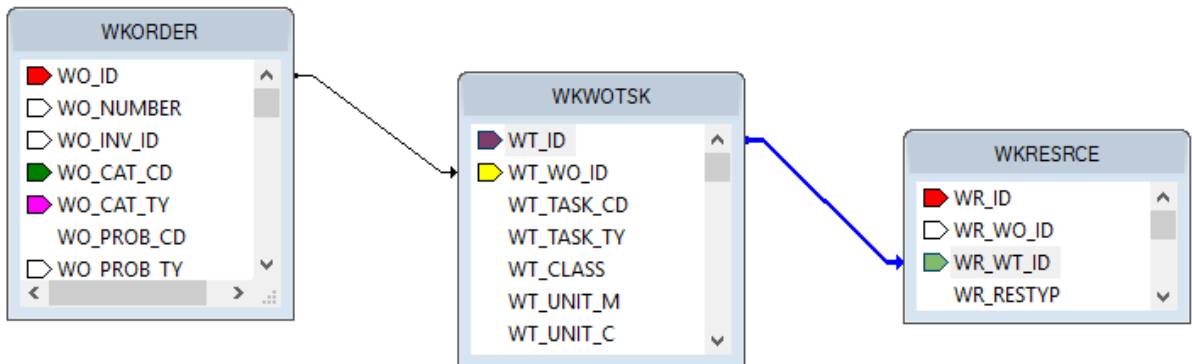 WKORDER
WO_ID
WO_NUMBER
WO_INV_ID
WO_CAT_CD
WO_CAT_TY
WO_PROB_CD
WO_PROB_TY
WKWOTSK
WT_ID
WT_WO_ID
WT_TASK_CD
WT_TASK_TY
WT_CLASS
WT_UNIT_M
WT_UNIT_C
WKRESRCE
WR_ID
WR_WO_ID
WR_WT_ID
WR_RESTYP